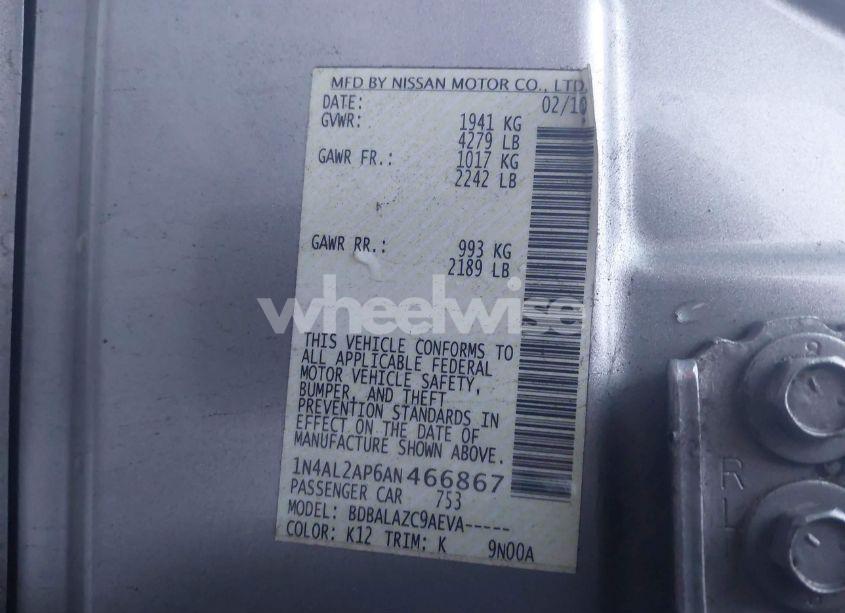 MFD BY NISSAN MOTOR CO., LTD.
DATE: 02/10
GVWR: 1941 KG
4279 LB
GAWR FR.: 1017 KG
2242 LB
GAWR RR.: 993 KG
2189 LB
wheelwise
THIS VEHICLE CONFORMS TO
ALL APPLICABLE FEDERAL
MOTOR VEHICLE SAFETY,
BUMPER, AND THEFT
PREVENTION STANDARDS IN
EFFECT ON THE DATE OF
MANUFACTURE SHOWN ABOVE.
1N4AL2AP6AN466867
PASSENGER CAR 753
MODEL: BDBALAZC9AEVA-----
COLOR: K12 TRIM: K 9N00A
9
R
L